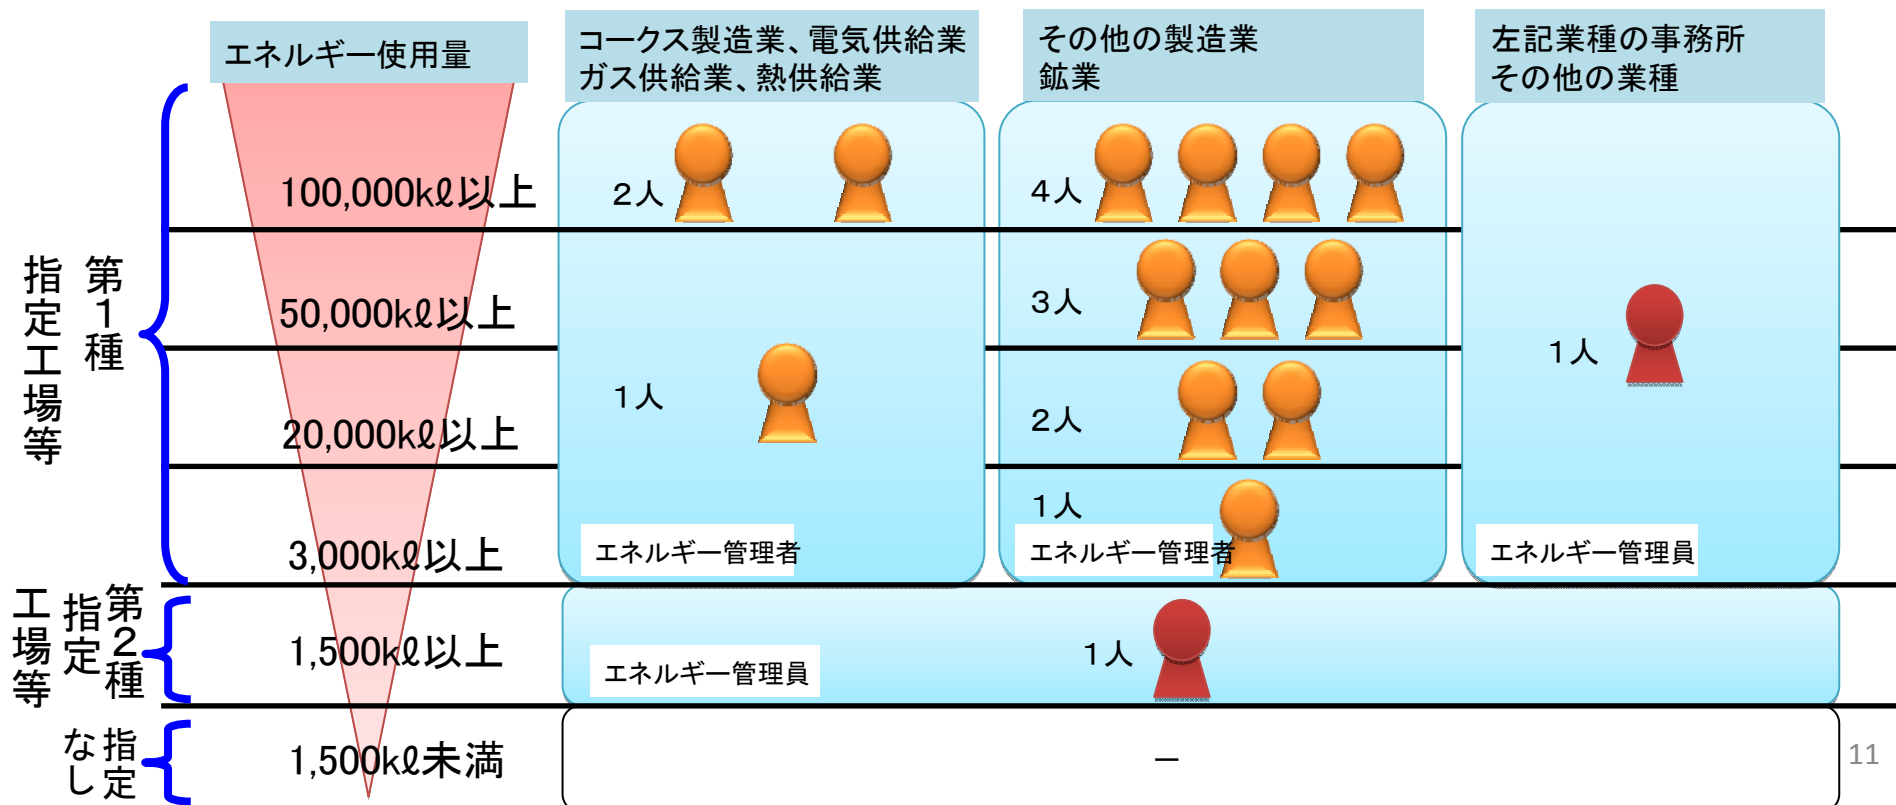 エネルギー使用量
コークス製造業、電気供給業
ガス供給業、熱供給業
その他の製造業
鉱業
左記業種の事務所
その他の業種
第1種
指定工場等
100,000kℓ以上
2人
4人
50,000kℓ以上
3人
1人
1人
20,000kℓ以上
2人
3,000kℓ以上
1人
エネルギー管理者
エネルギー管理者
エネルギー管理員
第2種
指定
工場等
1,500kℓ以上
エネルギー管理員
1人
指定
なし
1,500kℓ未満
－
11